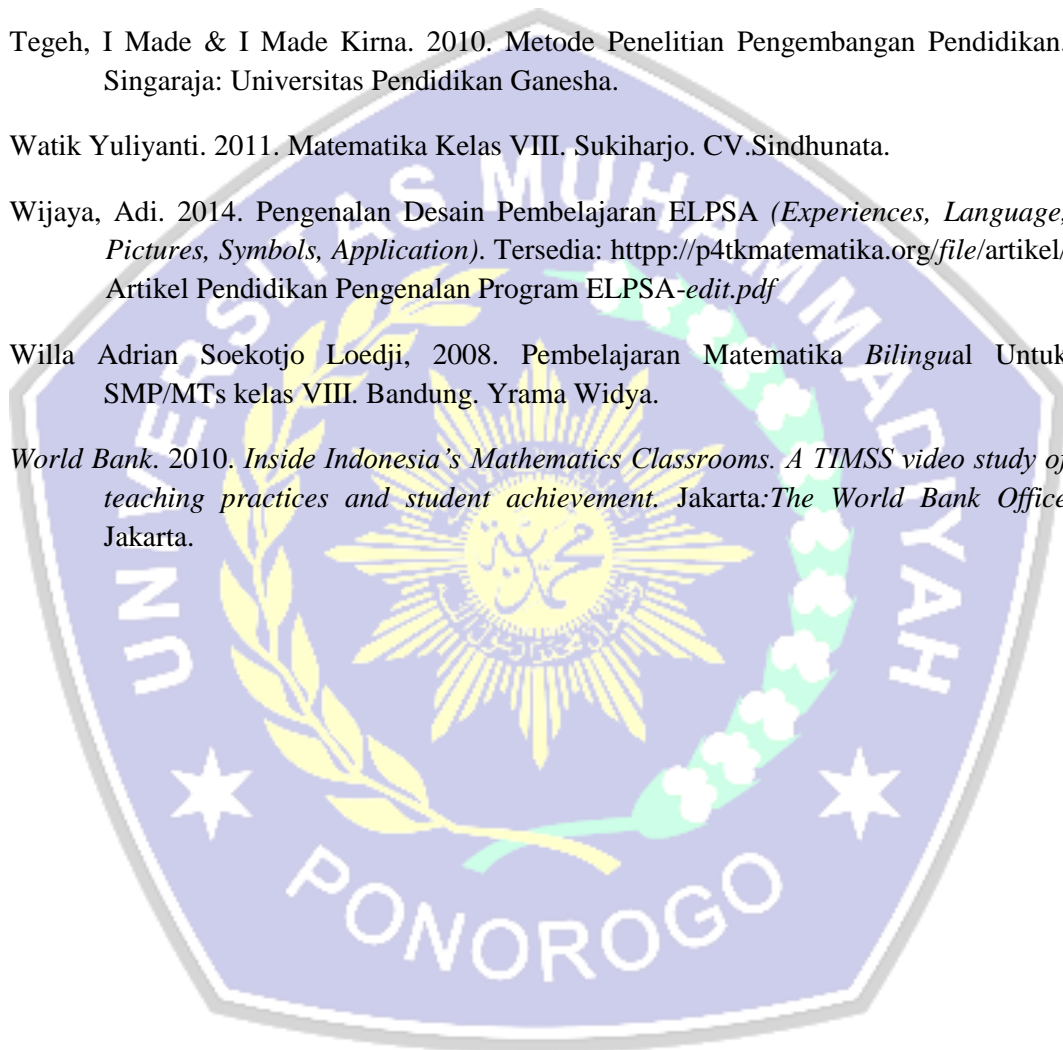 Tegeh, I Made & I Made Kirna. 2010. Metode Penelitian Pengembangan Pendidikan.
Singaraja: Universitas Pendidikan Ganesha.
Watik Yuliyanti. 2011. Matematika Kelas VIII. Sukiharjo. CV.Sindhunata.
Wijaya, Adi. 2014. Pengenalan Desain Pembelajaran ELPSA (Experiences, Language,
Pictures, Symbols, Application). Tersedia: httpp://p4tkmatematika.org/file/artikel/
Artikel Pendidikan Pengenalan Program ELPSA-edit.pdf
Willa Adrian Soekotjo Loedji, 2008. Pembelajaran Matematika Bilingual Untuk
SMP/MTs kelas VIII. Bandung. Yrama Widya.
World Bank. 2010. Inside Indonesia’s Mathematics Classrooms. A TIMSS video study of
teaching practices and student achievement. Jakarta:The World Bank Office
Jakarta.
UNIVERSITAS MUHAMMADIYAH
PONOROGO